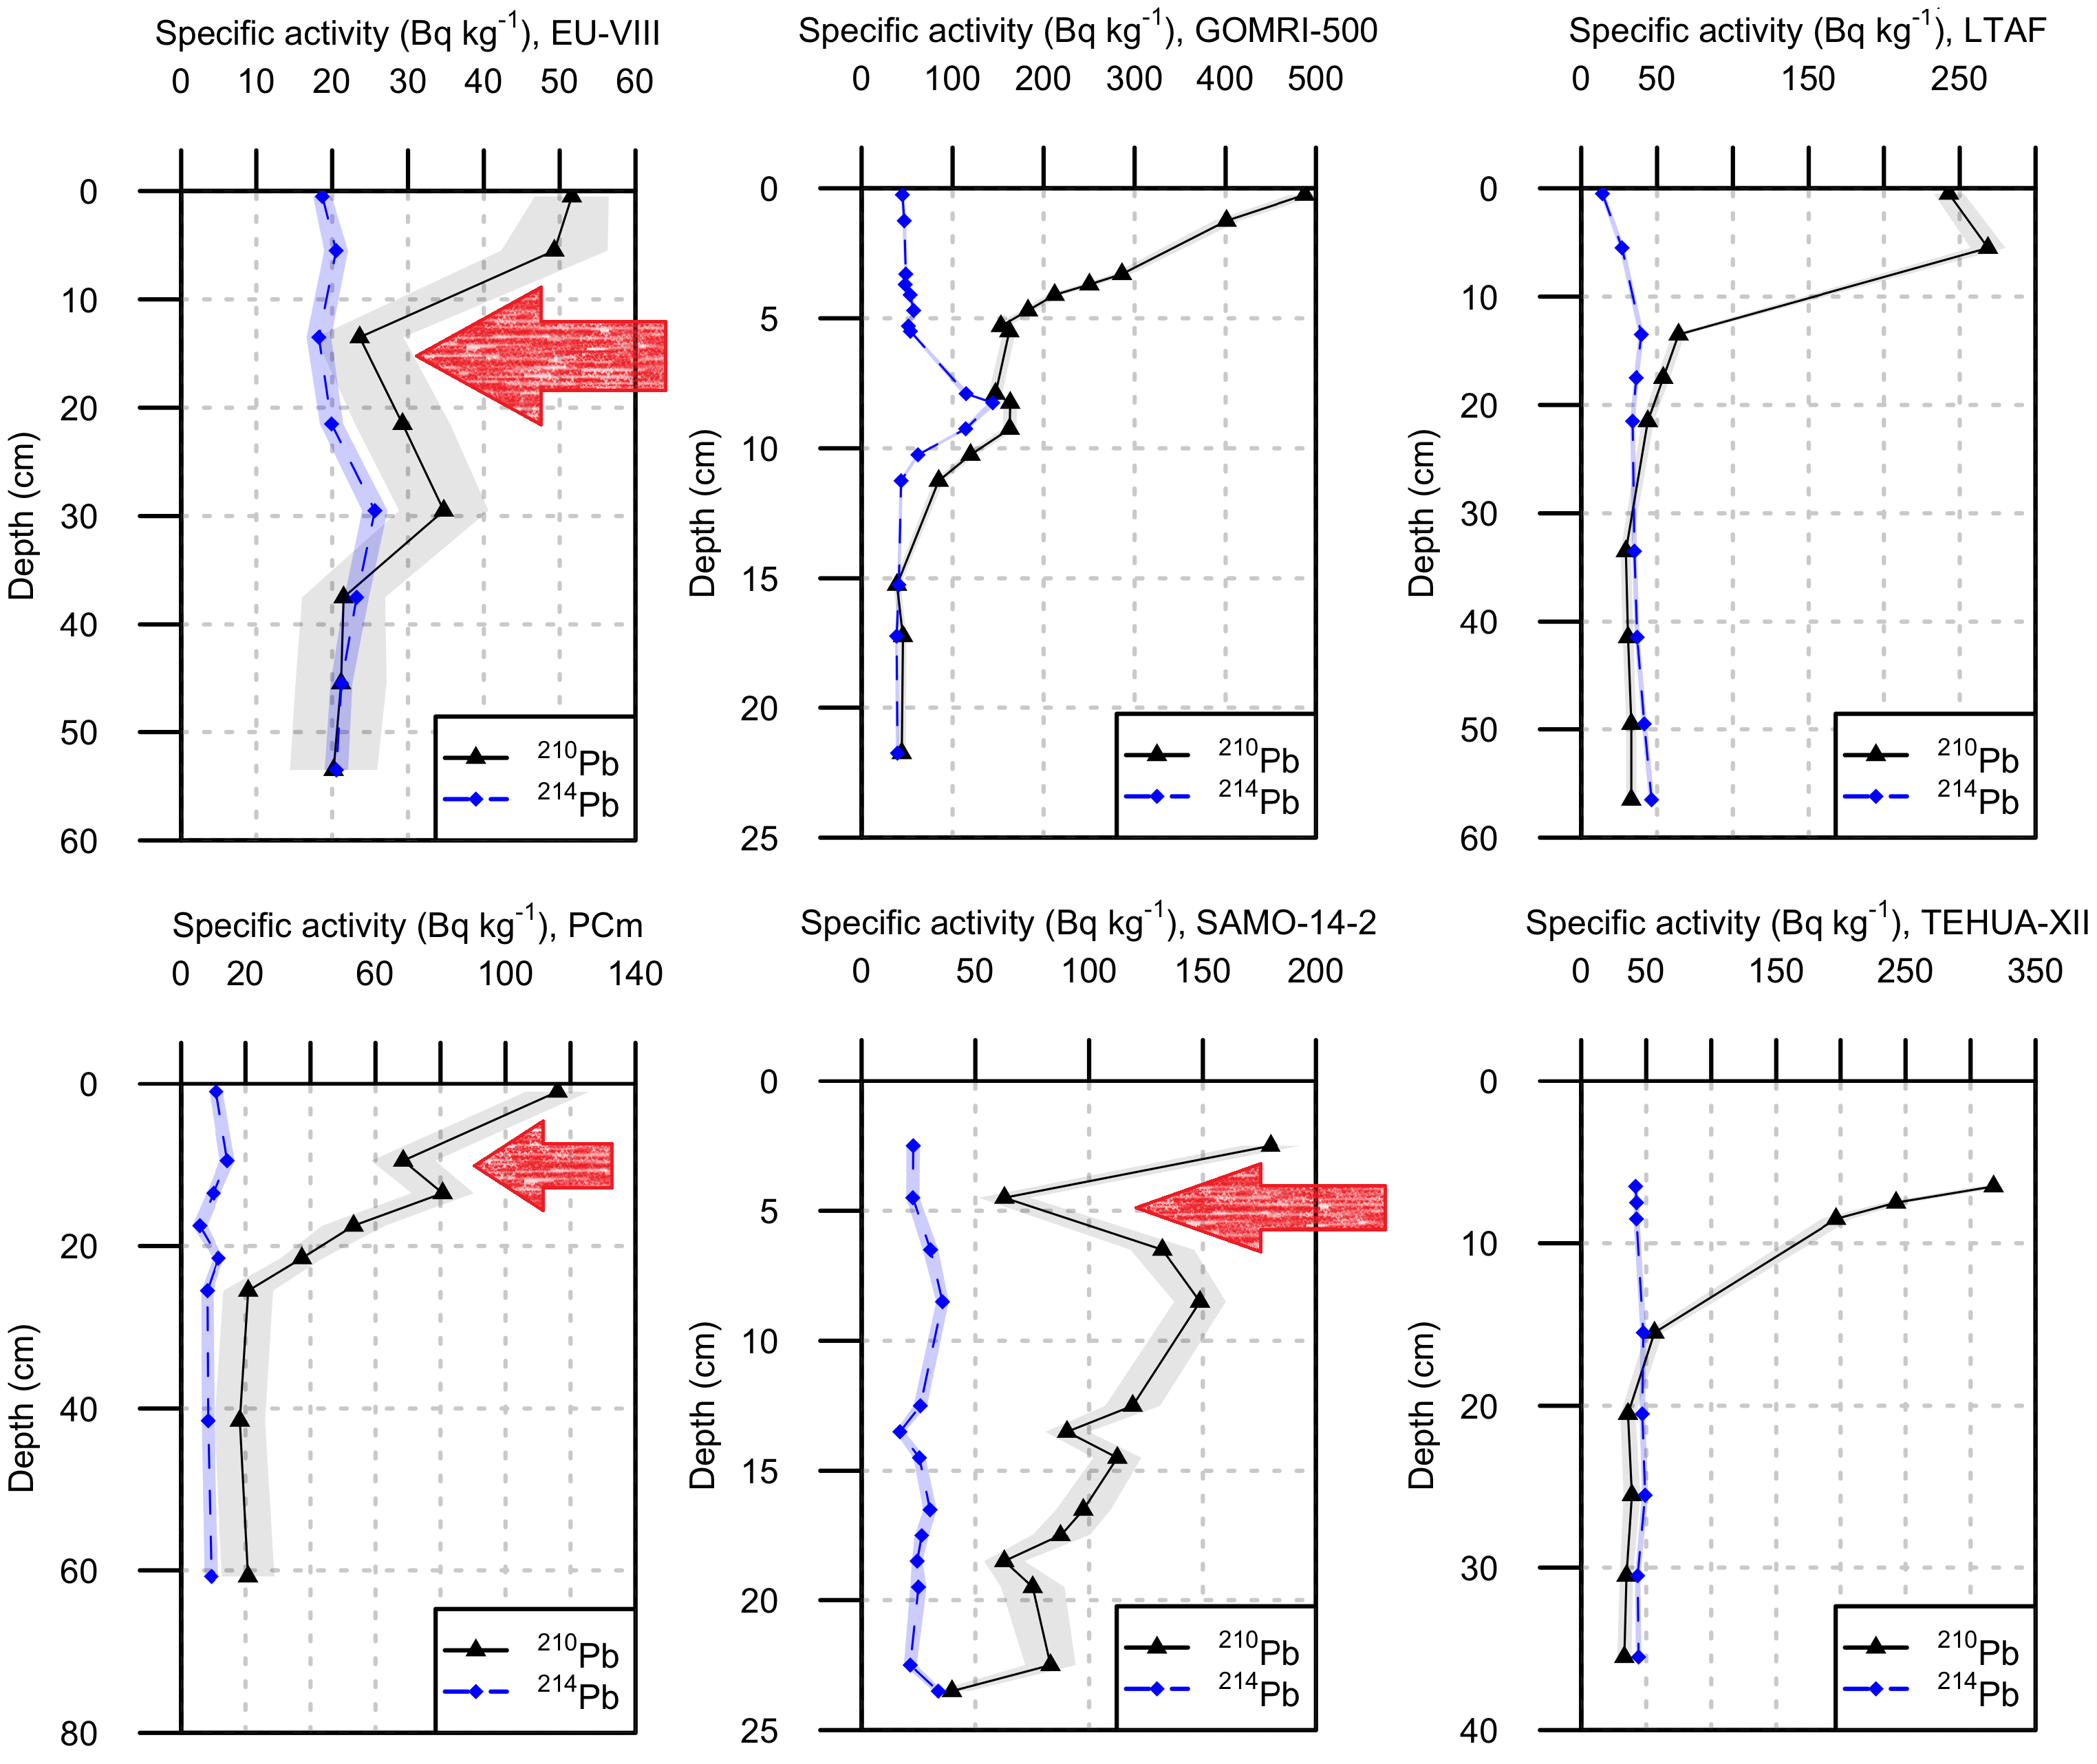 Specific activity (Bq kg⁻¹), EU-VIII
0 10 20 30 40 50 60
0
10
20
30
40
50
60
Depth (cm)
²¹⁰Pb
²¹⁴Pb
Specific activity (Bq kg⁻¹), GOMRI-500
0 100 200 300 400 500
0
5
10
15
20
25
Depth (cm)
²¹⁰Pb
²¹⁴Pb
Specific activity (Bq kg⁻¹), LTAF
0 50 150 250
0
10
20
30
40
50
60
Depth (cm)
²¹⁰Pb
²¹⁴Pb
Specific activity (Bq kg⁻¹), PCm
0 20 60 100 140
0
20
40
60
80
Depth (cm)
²¹⁰Pb
²¹⁴Pb
Specific activity (Bq kg⁻¹), SAMO-14-2
0 50 100 150 200
0
5
10
15
20
25
Depth (cm)
²¹⁰Pb
²¹⁴Pb
Specific activity (Bq kg⁻¹), TEHUA-XII
0 50 150 250 350
0
10
20
30
40
Depth (cm)
²¹⁰Pb
²¹⁴Pb